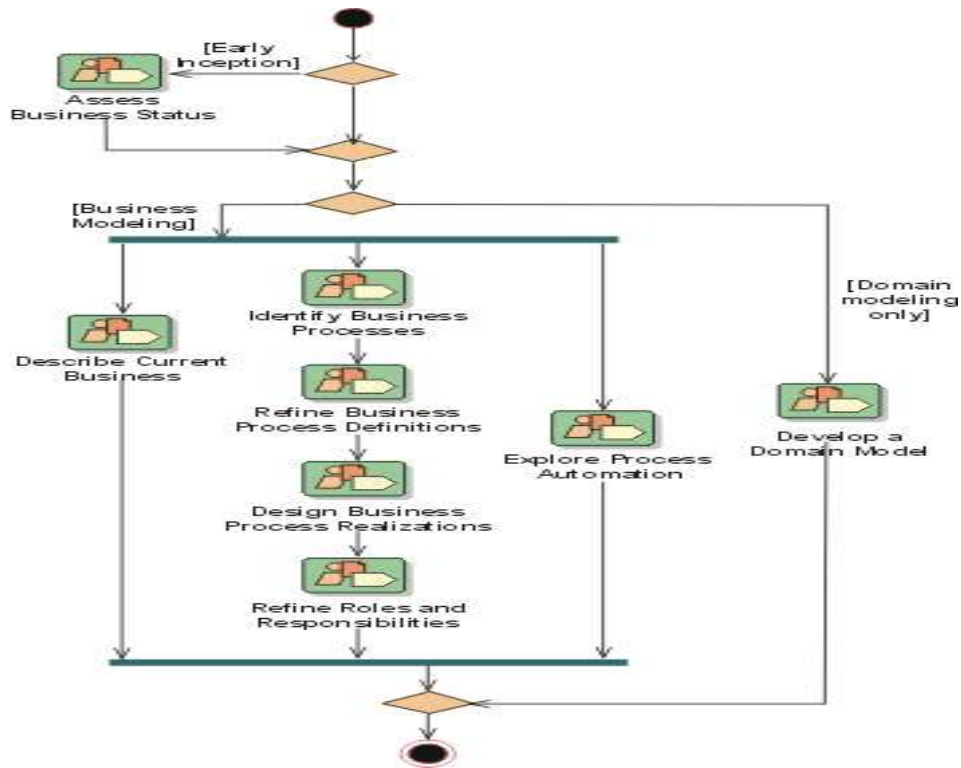 [Early
Inception]
Assess
Business Status
[Business
Modeling]
[Domain
modeling
only]
Identify Business
Processes
Describe Current
Business
Refine Business
Process Definitions
Explore Process
Automation
Develop a
Domain Model
Design Business
Process Realizations
Refine Roles and
Responsibilities